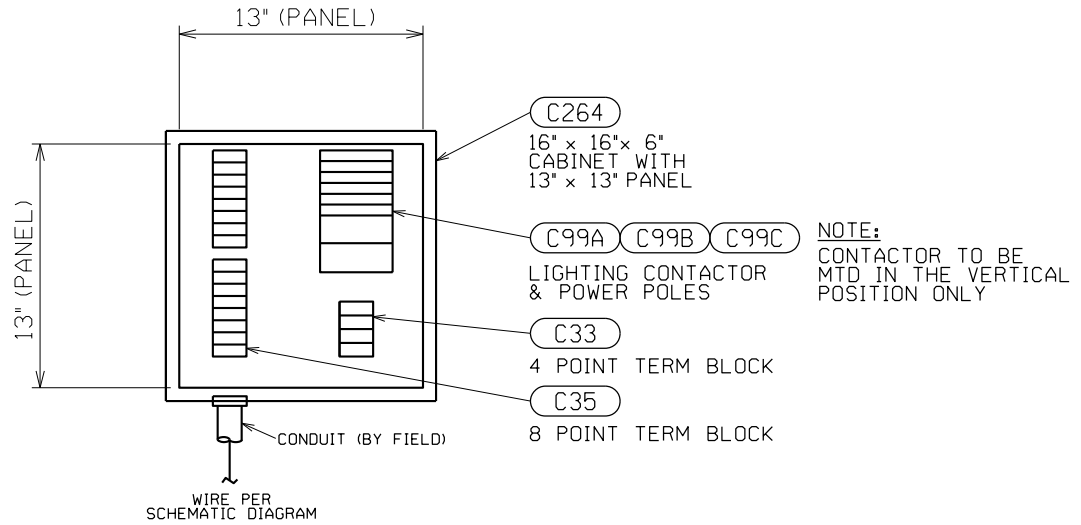 13" (PANEL)
13" (PANEL)
C264
16" x 16" x 6"
CABINET WITH
13" x 13" PANEL
C99A C99B C99C
LIGHTING CONTACTOR
& POWER POLES
NOTE:
CONTACTOR TO BE
MTD IN THE VERTICAL
POSITION ONLY
C33
4 POINT TERM BLOCK
C35
8 POINT TERM BLOCK
CONDUIT (BY FIELD)
WIRE PER
SCHEMATIC DIAGRAM